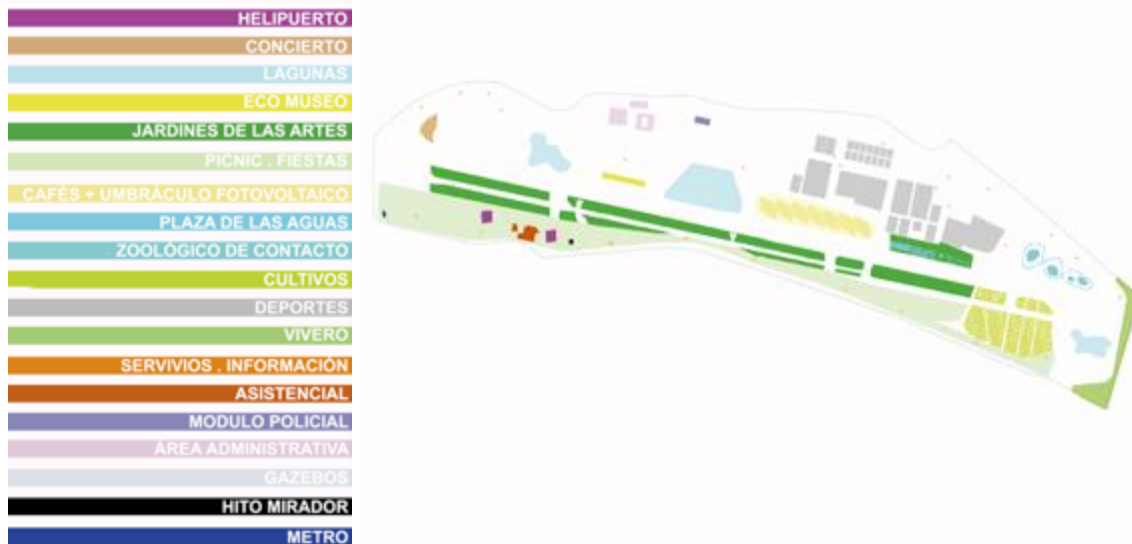 HELIPUERTO
CONCIERTO
LAGUNAS
ECO MUSEO
JARDINES DE LAS ARTES
PICNIC . FIESTAS
CAFÉS + UMBRÁCULO FOTOVOLTAICO
PLAZA DE LAS AGUAS
ZOOLÓGICO DE CONTACTO
CULTIVOS
DEPORTES
VIVERO
SERVIVIOS . INFORMACIÓN
ASISTENCIAL
MODULO POLICIAL
ÁREA ADMINISTRATIVA
GAZEBOS
HITO MIRADOR
METRO